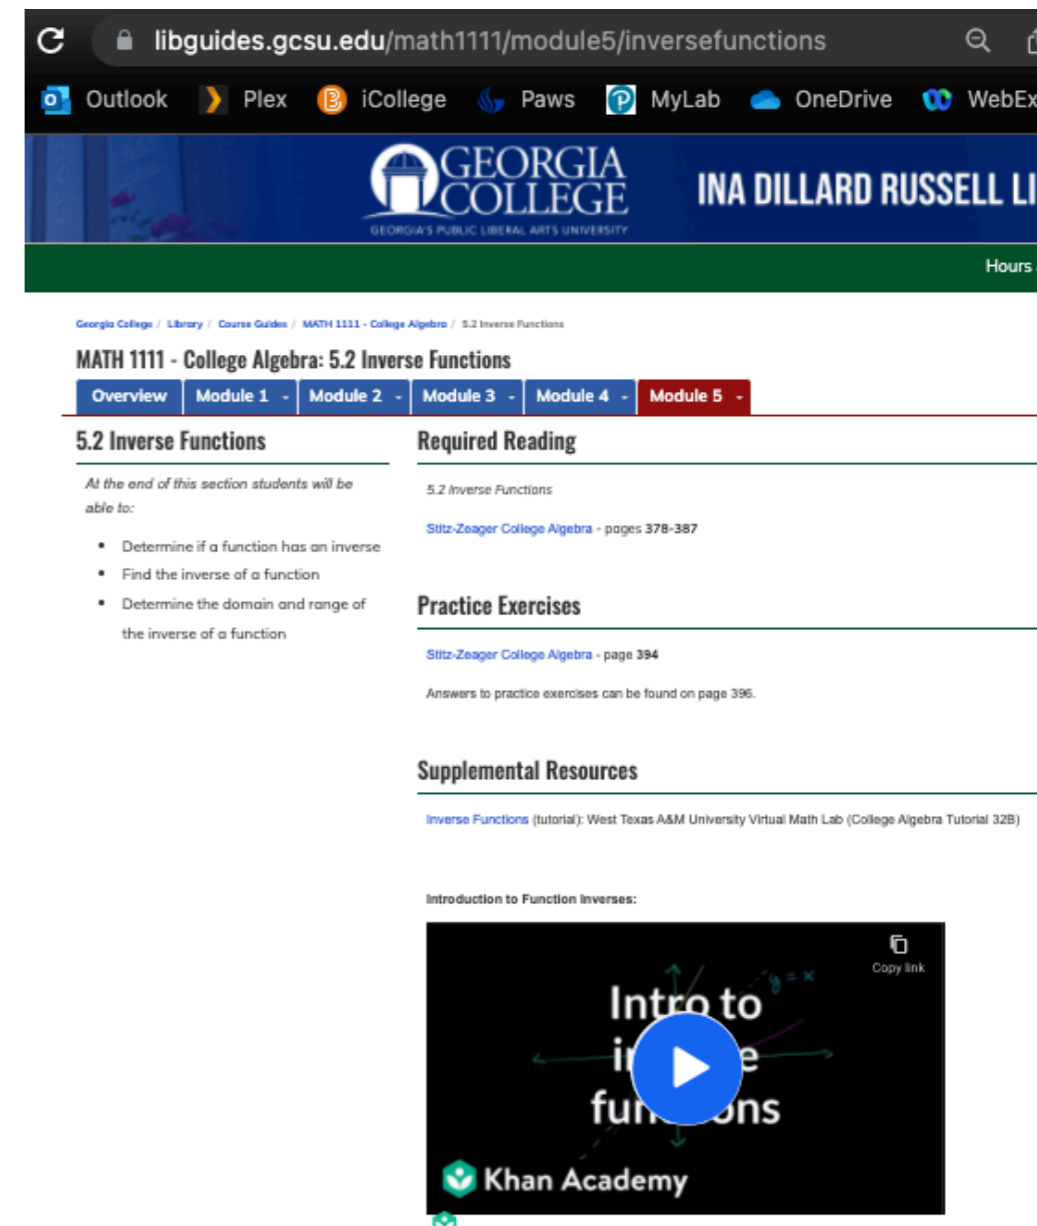 libguides.gcsu.edu/math1111/module5/inversefunctions
Outlook Plex iCollege Paws MyLab OneDrive WebEx
GEORGIA
COLLEGE
GEORGIA'S PUBLIC LIBERAL ARTS UNIVERSITY
INA DILLARD RUSSELL LI
Hours
Georgia College / Library / Course Guides / MATH 1111 - College Algebra / 5.2 Inverse Functions
MATH 1111 - College Algebra: 5.2 Inverse Functions
Overview Module 1 Module 2 Module 3 Module 4 Module 5
5.2 Inverse Functions
At the end of this section students will be
able to:
• Determine if a function has an inverse
• Find the inverse of a function
• Determine the domain and range of
the inverse of a function
Required Reading
5.2 Inverse Functions
Stitz-Zeager College Algebra - pages 378-387
Practice Exercises
Stitz-Zeager College Algebra - page 394
Answers to practice exercises can be found on page 396.
Supplemental Resources
Inverse Functions (tutorial): West Texas A&M University Virtual Math Lab (College Algebra Tutorial 32B)
Introduction to Function Inverses:
Copy link
y = x
Intro to
Khan Academy